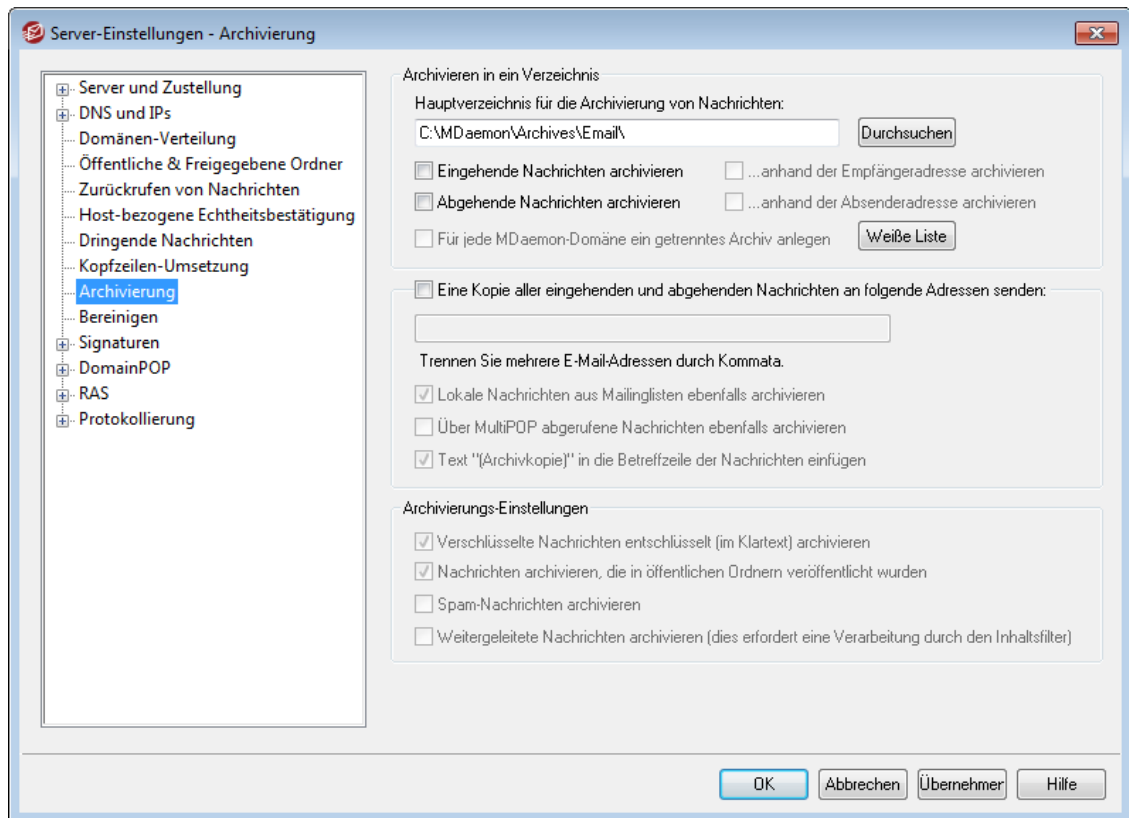 Server-Einstellungen - Archivierung
Server und Zustellung
DNS und IPs
Domänen-Verteilung
Öffentliche & Freigegebene Ordner
Zurückrufen von Nachrichten
Host-bezogene Echtheitsbestätigung
Dringende Nachrichten
Kopfzeilen-Umsetzung
Archivierung
Bereinigen
Signaturen
DomainPOP
RAS
Protokollierung
Archivieren in ein Verzeichnis
Hauptverzeichnis für die Archivierung von Nachrichten:
C:\MDaemon\Archives\Email\ Durchsuchen
Eingehende Nachrichten archivieren ...anhand der Empfängeradresse archivieren
Abgehende Nachrichten archivieren ...anhand der Absenderadresse archivieren
Für jede MDaemon-Domäne ein getrenntes Archiv anlegen Weiße Liste
Eine Kopie aller eingehenden und abgehenden Nachrichten an folgende Adressen senden:
Trennen Sie mehrere E-Mail-Adressen durch Kommata.
Lokale Nachrichten aus Mailinglisten ebenfalls archivieren
Über MultiPOP abgerufene Nachrichten ebenfalls archivieren
Text "(Archivkopie)" in die Betreffzeile der Nachrichten einfügen
Archivierungs-Einstellungen
Verschlüsselte Nachrichten entschlüsselt (im Klartext) archivieren
Nachrichten archivieren, die in öffentlichen Ordnern veröffentlicht wurden
Spam-Nachrichten archivieren
Weitergeleitete Nachrichten archivieren (dies erfordert eine Verarbeitung durch den Inhaltsfilter)
OK Abbrechen Übernehmer Hilfe